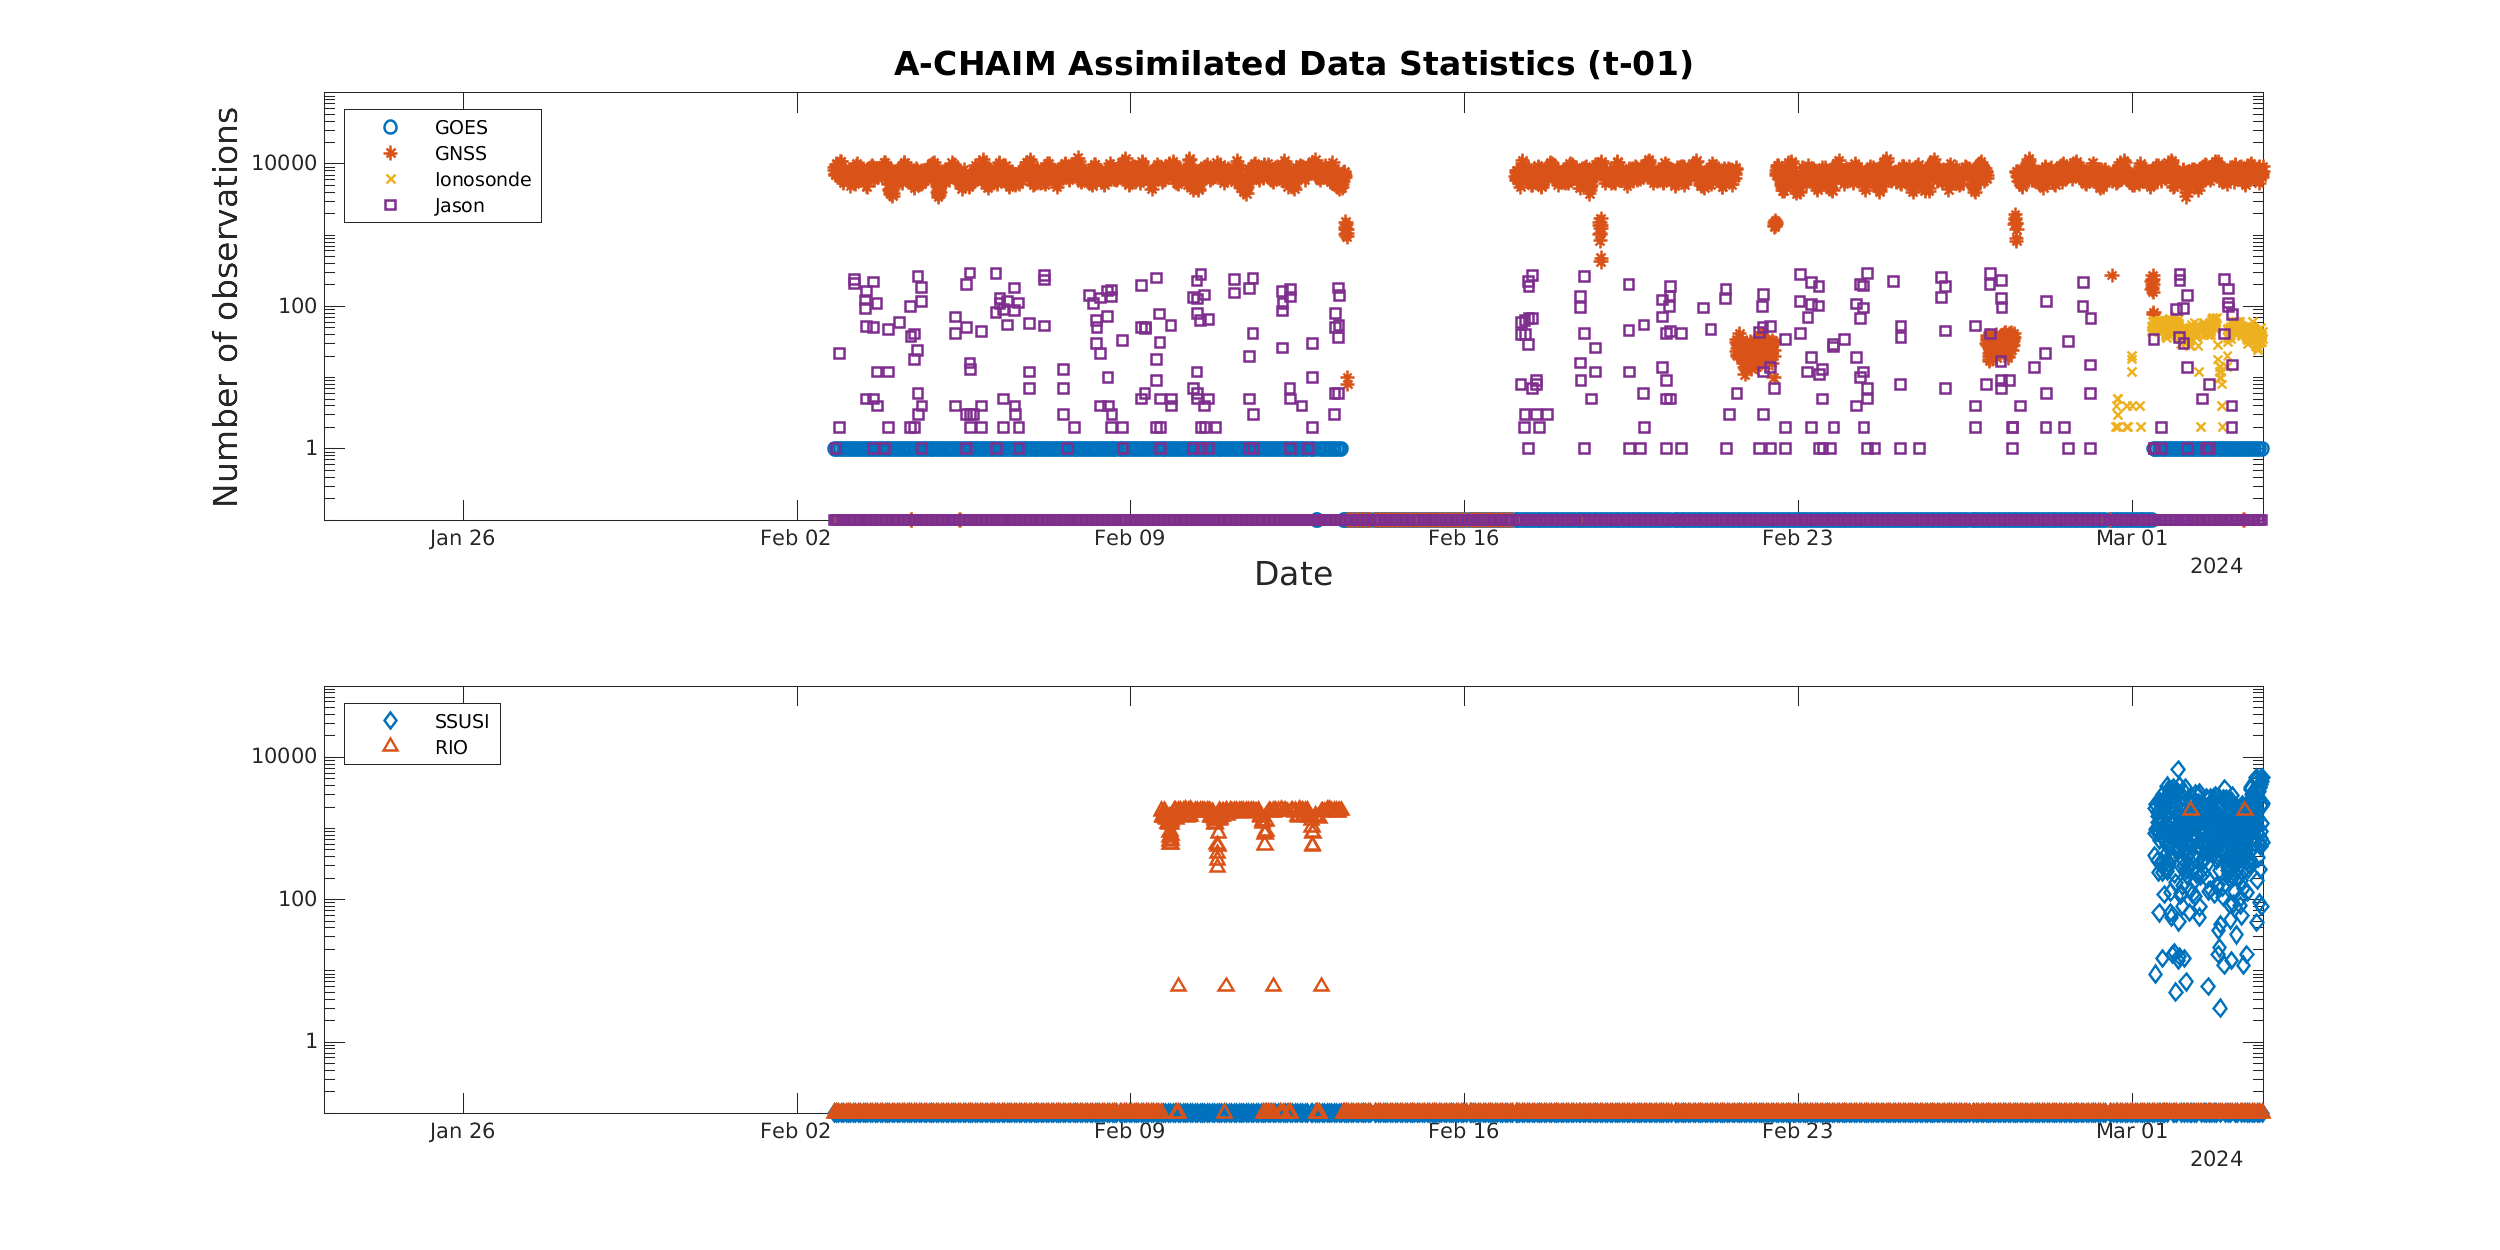 A-CHAIM Assimilated Data Statistics (t-01)
Number of observations
10000
100
1
GOES
GNSS
Ionosonde
Jason
Jan 26
Feb 02
Feb 09
Feb 16
Feb 23
Mar 01
2024
Date
10000
100
1
SSUSI
RIO
Jan 26
Feb 02
Feb 09
Feb 16
Feb 23
Mar 01
2024